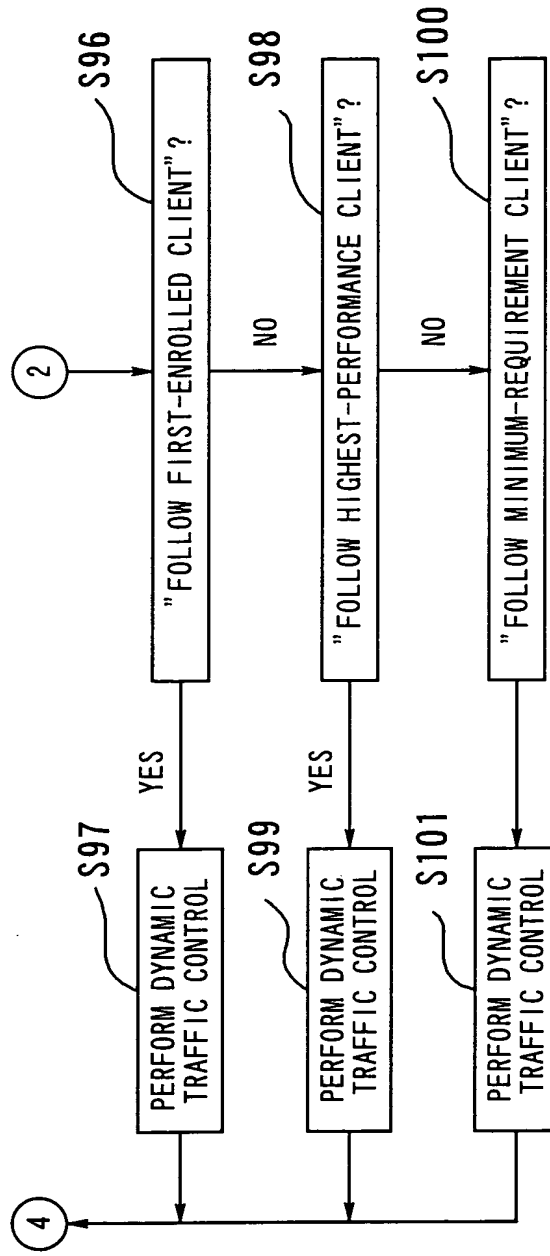 2
S96
"FOLLOW FIRST-ENROLLED CLIENT"?
YES
S97
PERFORM DYNAMIC
TRAFFIC CONTROL
NO
S98
"FOLLOW HIGHEST-PERFORMANCE CLIENT"?
YES
S99
PERFORM DYNAMIC
TRAFFIC CONTROL
NO
S100
"FOLLOW MINIMUM-REQUIREMENT CLIENT"?
S101
PERFORM DYNAMIC
TRAFFIC CONTROL
4